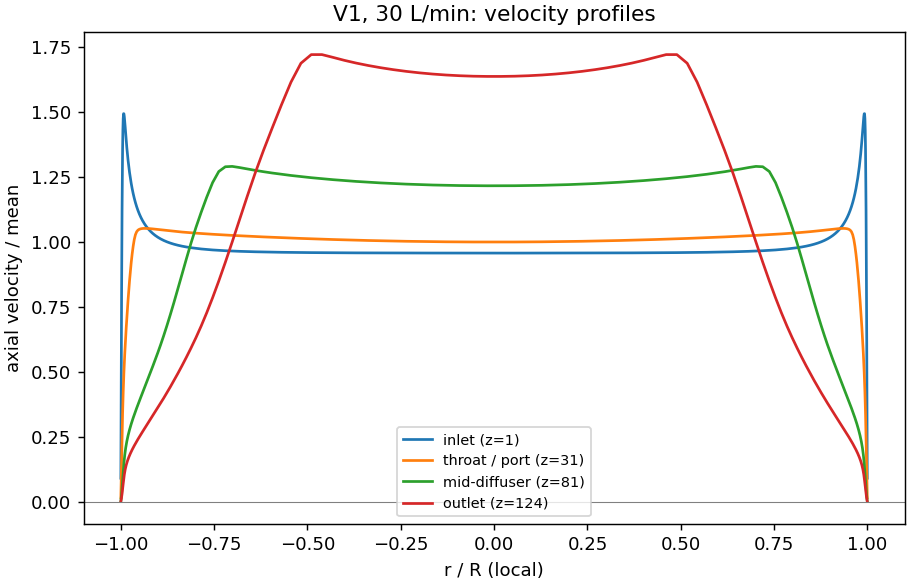 V1, 30 L/min: velocity profiles
axial velocity / mean
1.75
1.50
1.25
1.00
0.75
0.50
0.25
0.00
inlet (z=1)
throat / port (z=31)
mid-diffuser (z=81)
outlet (z=124)
−1.00 −0.75 −0.50 −0.25 0.00 0.25 0.50 0.75 1.00
r / R (local)